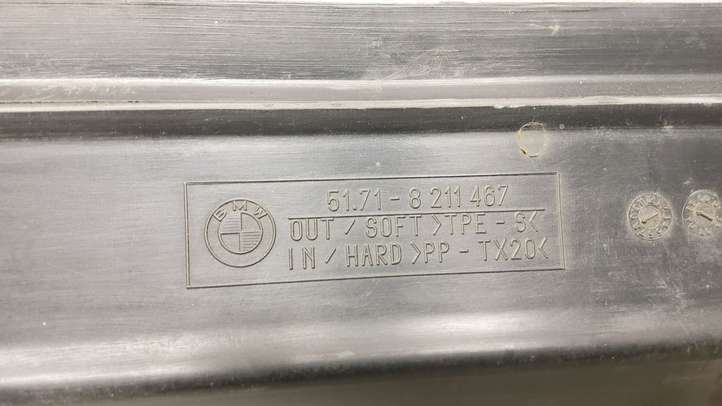 BMW
51.71-8 211 467
OUT/SOFT>TPE-S<
IN/HARD>PP-TX20<